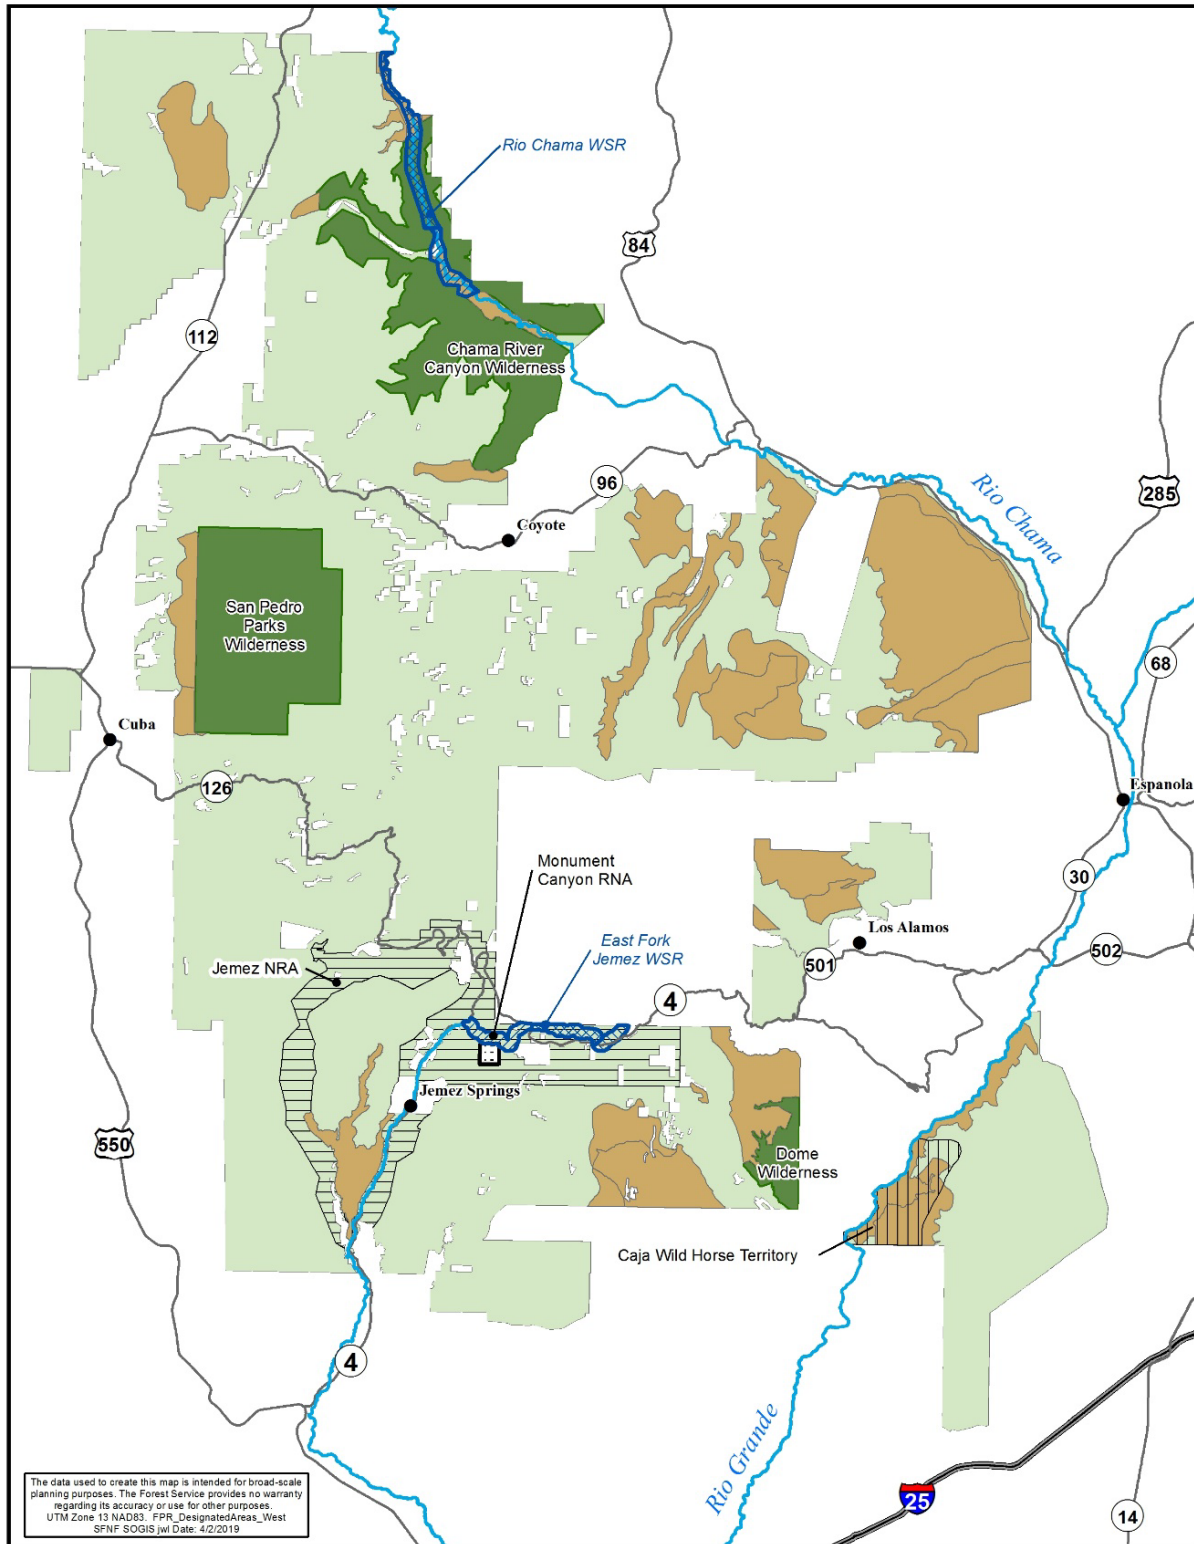 Rio Chama WSR
84
112
Chama River
Canyon Wilderness
96
285
Rio Chama
Coyote
San Pedro
Parks
Wilderness
68
Cuba
126
Espanola
Monument
Canyon RNA
30
East Fork
Jemez WSR
Los Alamos
502
501
Jemez NRA
4
Jemez Springs
550
Dome
Wilderness
Caja Wild Horse Territory
4
Rio Grande
25
14
The data used to create this map is intended for broad-scale
planning purposes. The Forest Service provides no warranty
regarding its accuracy or use for other purposes.
UTM Zone 13 NAD83. FPR_DesignatedAreas_West
SFNF SOGIS jwl Date: 4/2/2019